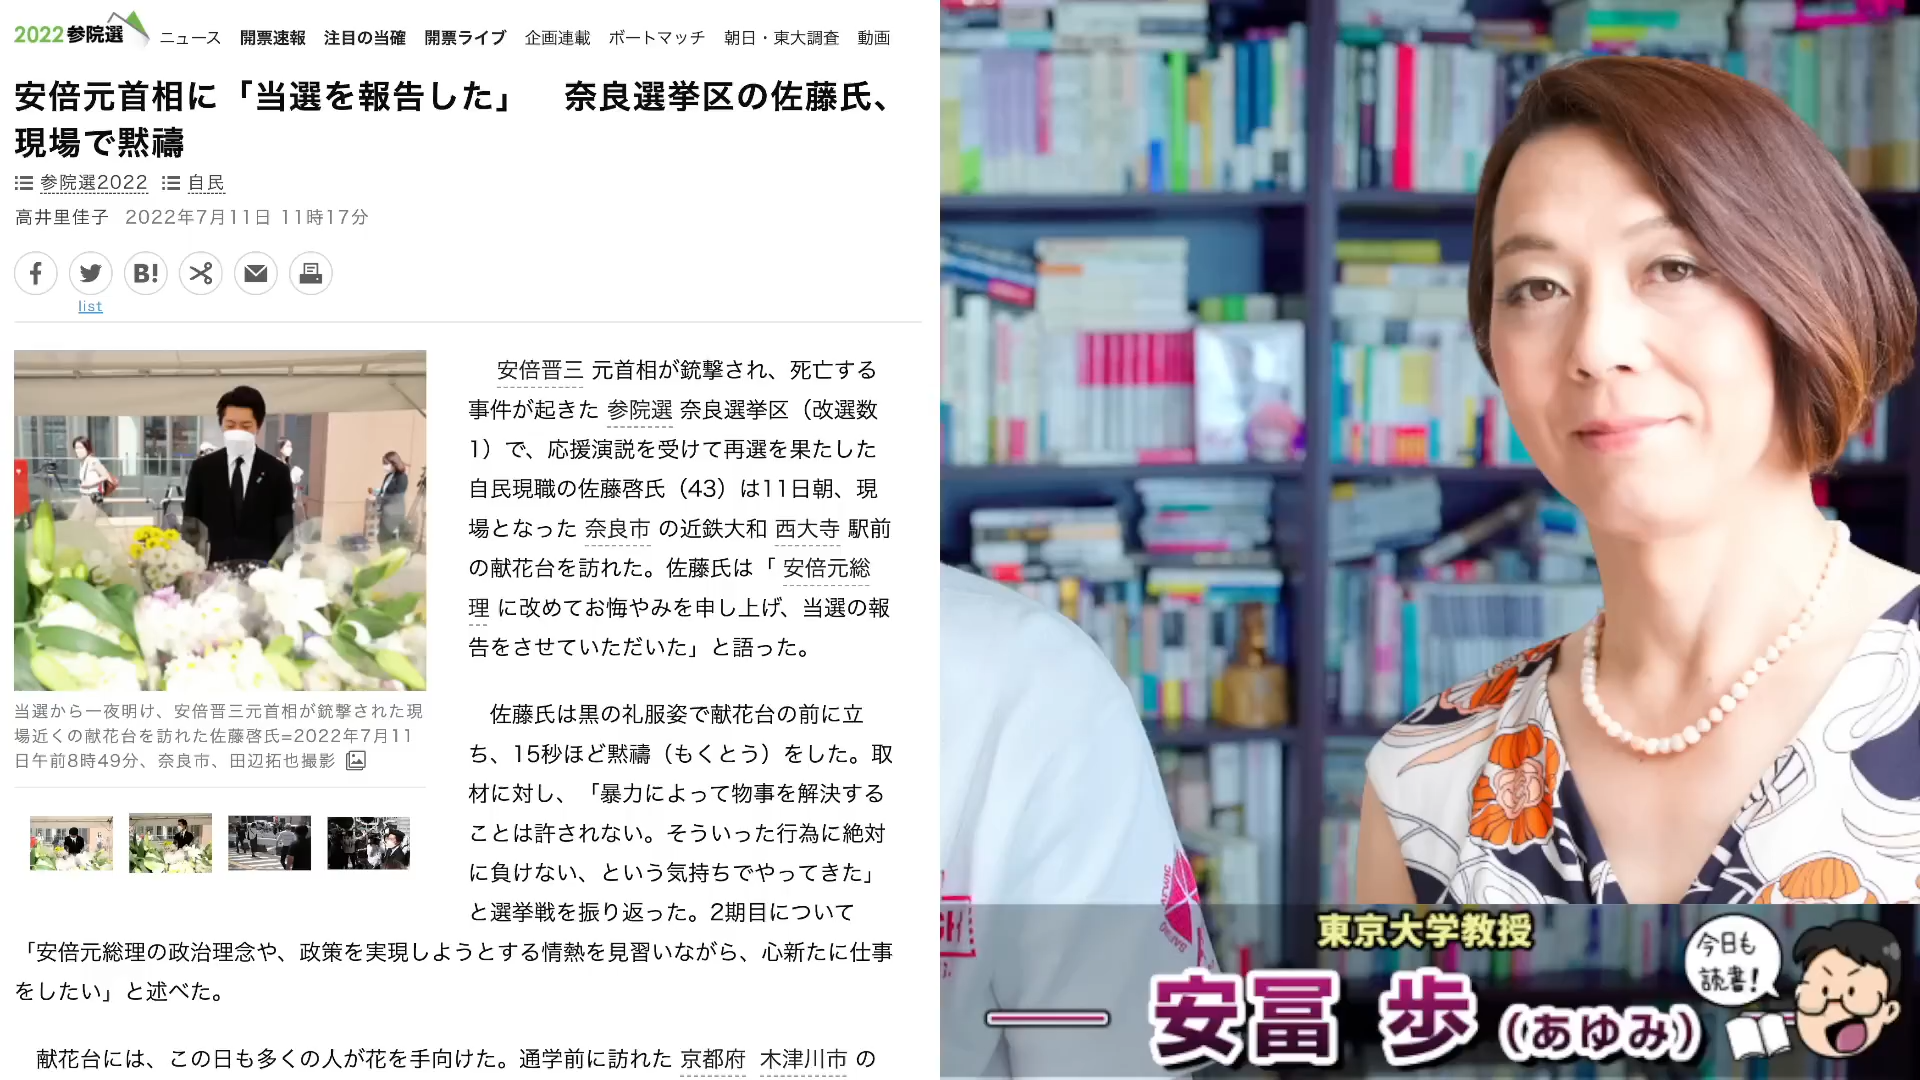 2022 参院選 ニュース 開票速報 注目の当確 開票ライブ 企画連載 ボートマッチ 朝日・東大調査 動画
安倍元首相に「当選を報告した」 奈良選挙区の佐藤氏、
現場で黙禱
参院選2022 自民
高井里佳子 2022年7月11日 11時17分
B!
list
安倍晋三 元首相が銃撃され、死亡する
事件が起きた 参院選 奈良選挙区（改選数
1）で、応援演説を受けて再選を果たした
自民現職の佐藤啓氏（43）は11日朝、現
場となった 奈良市 の近鉄大和 西大寺 駅前
の献花台を訪れた。佐藤氏は「 安倍元総
理 に改めてお悔やみを申し上げ、当選の報
告をさせていただいた」と語った。
佐藤氏は黒の礼服姿で献花台の前に立
ち、15秒ほど黙禱（もくとう）をした。取
材に対し、「暴力によって物事を解決する
ことは許されない。そういった行為に絶対
に負けない、という気持ちでやってきた」
と選挙戦を振り返った。2期目について
「安倍元総理の政治理念や、政策を実現しようとする情熱を見習いながら、心新たに仕事
をしたい」と述べた。
献花台には、この日も多くの人が花を手向けた。通学前に訪れた 京都府 木津川市 の
当選から一夜明け、安倍晋三元首相が銃撃された現
場近くの献花台を訪れた佐藤啓氏=2022年7月11
日午前8時49分、奈良市、田辺拓也撮影
東京大学教授
安冨 歩 (あゆみ)
今日も
読書!